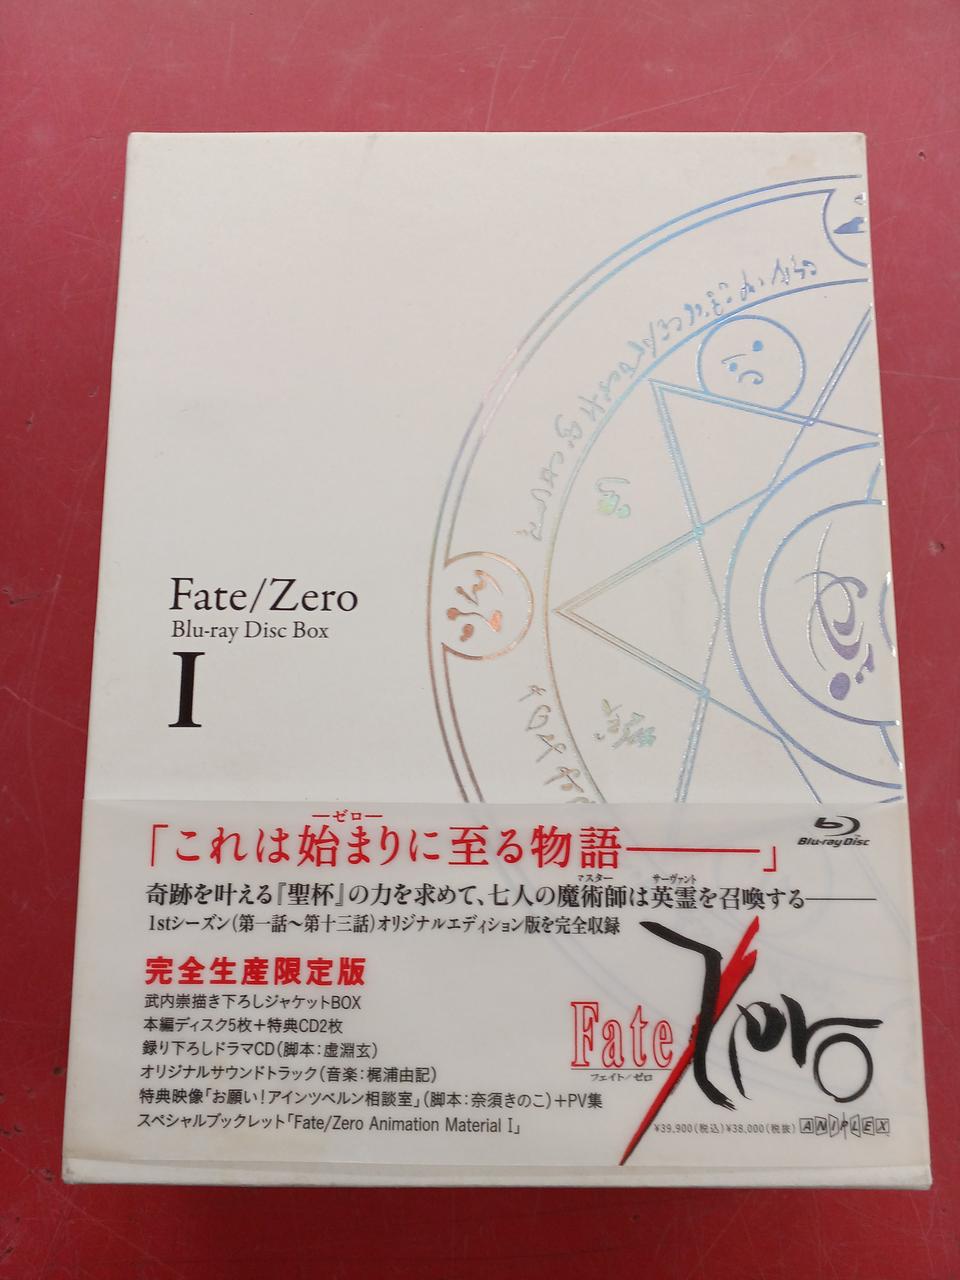 Fate/Zero
Blu-ray Disc Box
I
ゼロ
「これは始まりに至る物語――――」
Blu-ray Disc
マスター サーヴァント
奇跡を叶える『聖杯』の力を求めて、七人の魔術師は英霊を召喚する――
1stシーズン(第一話～第十三話)オリジナルエディション版を完全収録
完全生産限定版
武内崇描き下ろしジャケットBOX
本編ディスク5枚+特典CD2枚
録り下ろしドラマCD(脚本:虚淵玄)
オリジナルサウンドトラック(音楽:梶浦由記)
特典映像「お願い!アインツベルン相談室」(脚本:奈須きのこ)+PV集
スペシャルブックレット「Fate/Zero Animation Material I」
Fate/Zero
フェイト/ゼロ
¥39,900(税込)¥38,000(税抜) ANIPLEX